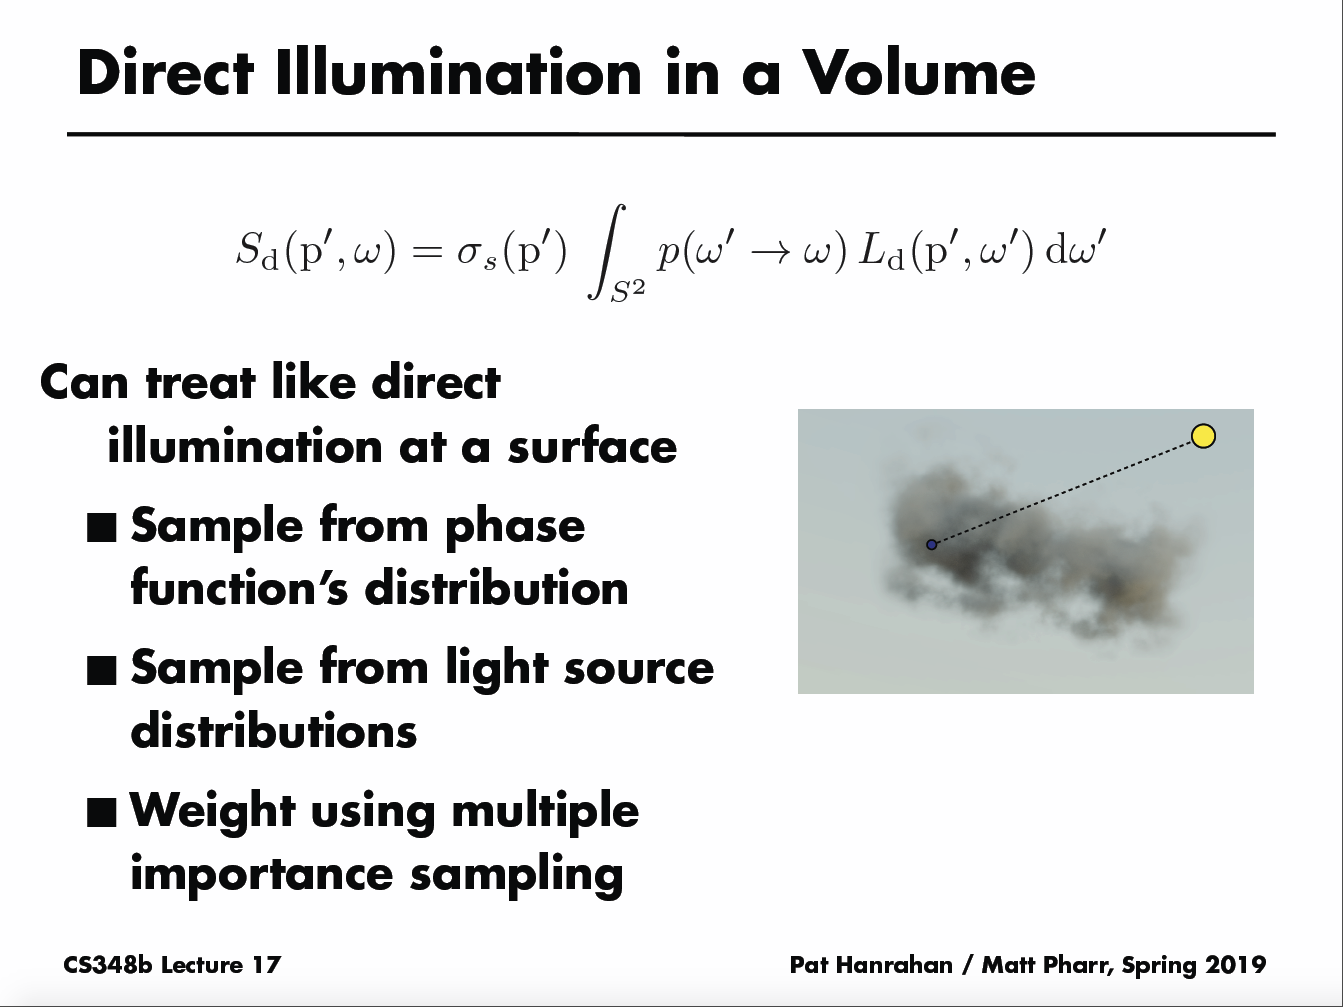 Direct Illumination in a Volume
S_d(p′, ω) = σ_s(p′) ∫_{S²} p(ω′ → ω) L_d(p′, ω′) dω′
Can treat like direct
illumination at a surface
■ Sample from phase
function’s distribution
■ Sample from light source
distributions
■ Weight using multiple
importance sampling
CS348b Lecture 17
Pat Hanrahan / Matt Pharr, Spring 2019